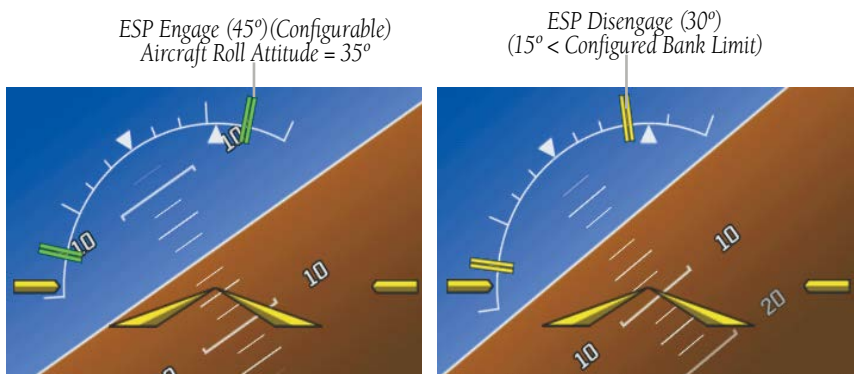 ESP Engage (45º)(Configurable)
Aircraft Roll Attitude = 35º
ESP Disengage (30º)
(15º < Configured Bank Limit)
10
10
10
10
10
20
10